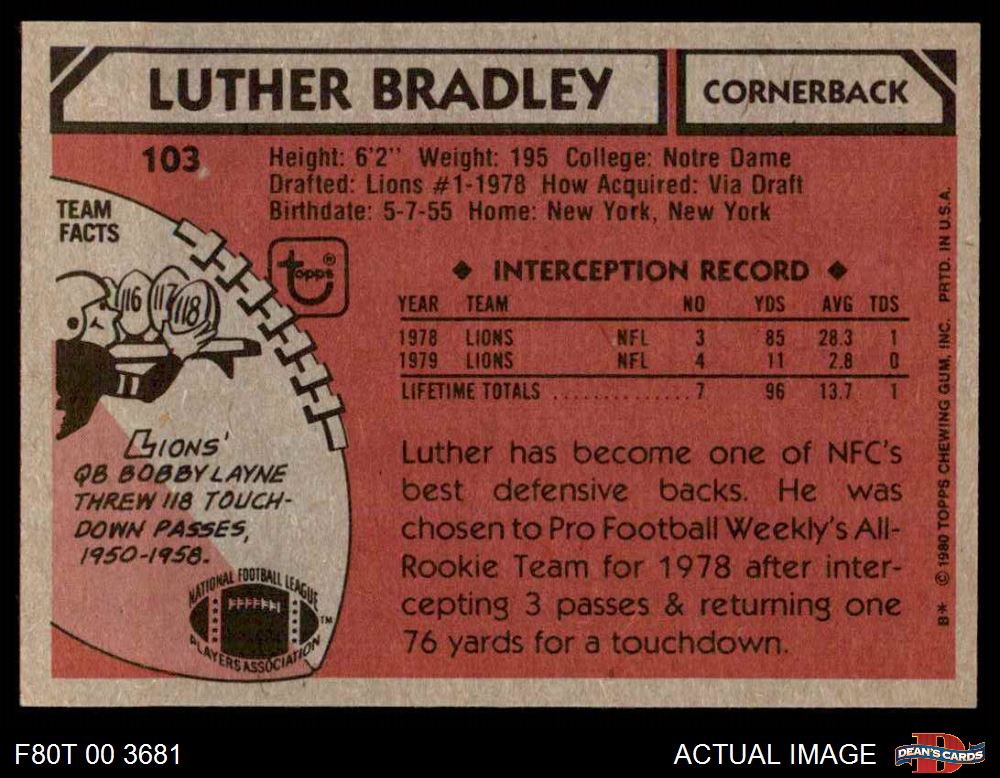 LUTHER BRADLEY
CORNERBACK
103
Height: 6'2" Weight: 195 College: Notre Dame
Drafted: Lions #1-1978 How Acquired: Via Draft
Birthdate: 5-7-55 Home: New York, New York
TEAM
FACTS
116 117 118
topps®
LIONS'
QB BOBBY LAYNE
THREW 118 TOUCH-
DOWN PASSES,
1950-1958.
NATIONAL FOOTBALL LEAGUE
PLAYERS ASSOCIATION
TM
◆ INTERCEPTION RECORD ◆
YEAR TEAM NO YDS AVG TDS
1978 LIONS NFL 3 85 28.3 1
1979 LIONS NFL 4 11 2.8 0
LIFETIME TOTALS .............. 7 96 13.7 1
Luther has become one of NFC's
best defensive backs. He was
chosen to Pro Football Weekly's All-
Rookie Team for 1978 after inter-
cepting 3 passes & returning one
76 yards for a touchdown.
B* © 1980 TOPPS CHEWING GUM, INC. PRTD. IN U.S.A.
F80T 00 3681
ACTUAL IMAGE
DEAN'S CARDS